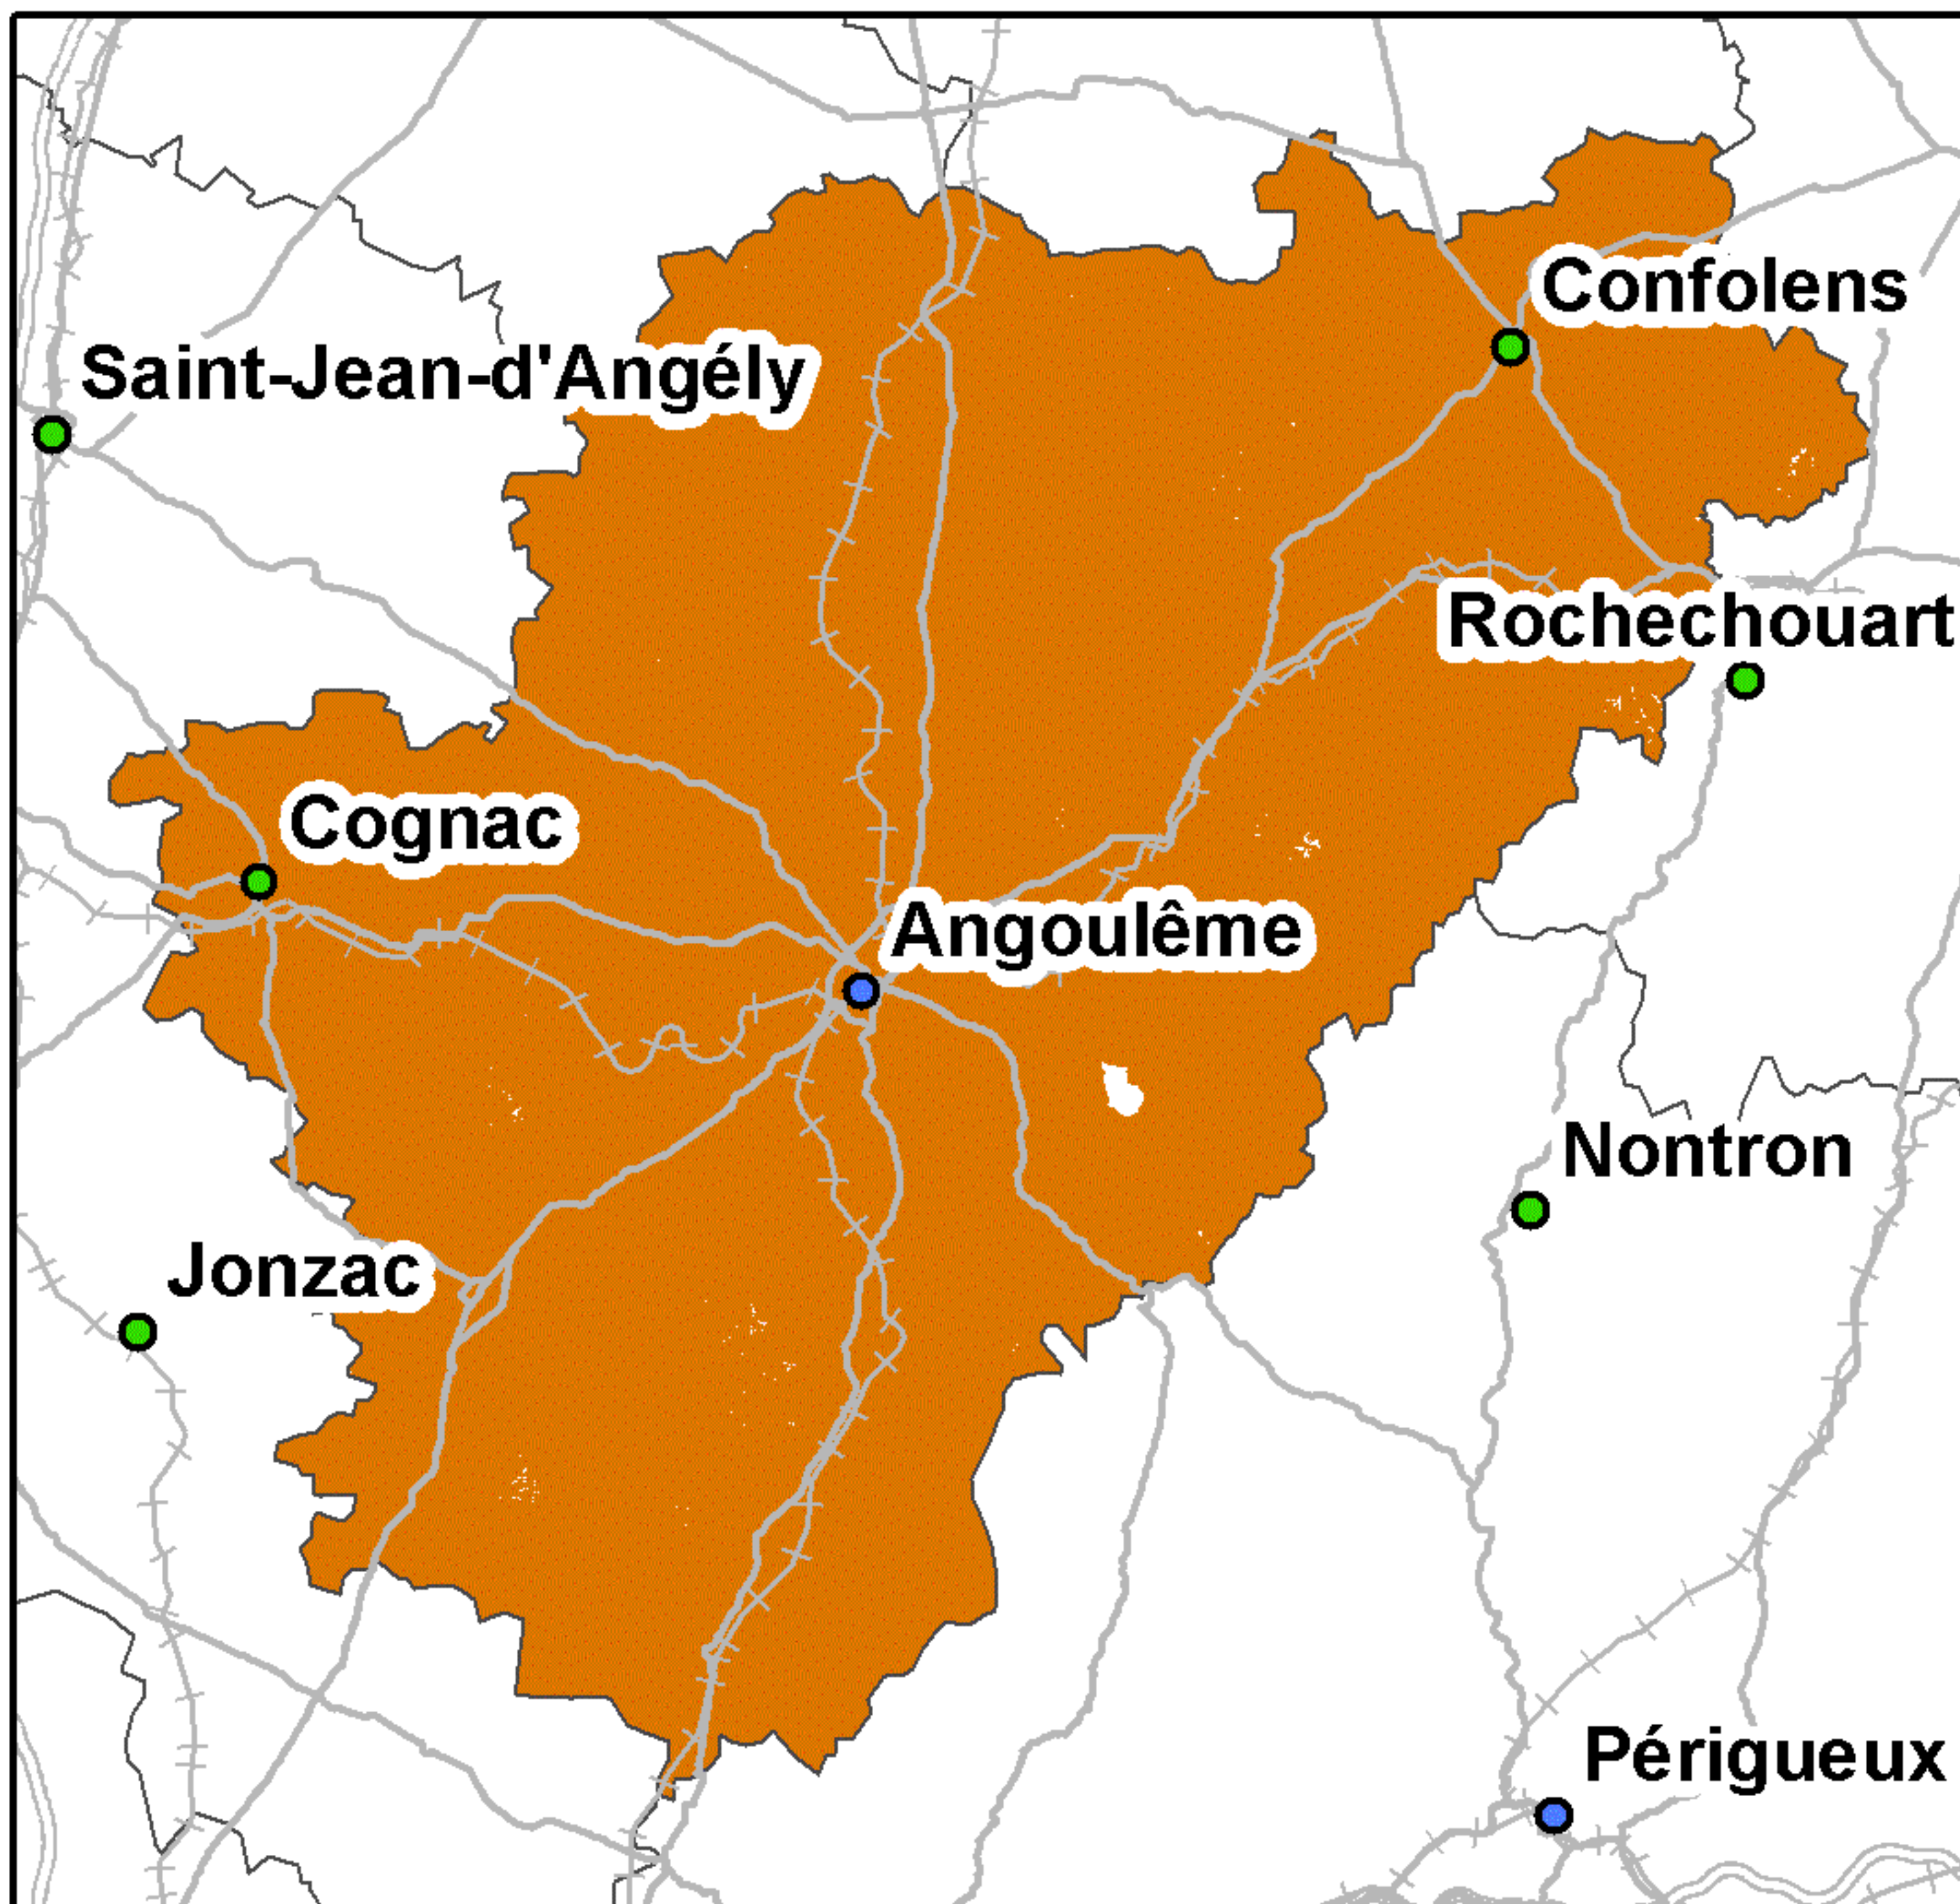 Confolens
Saint-Jean-d'Angély
Rochechouart
Cognac
Angoulême
Nontron
Jonzac
Périgueux